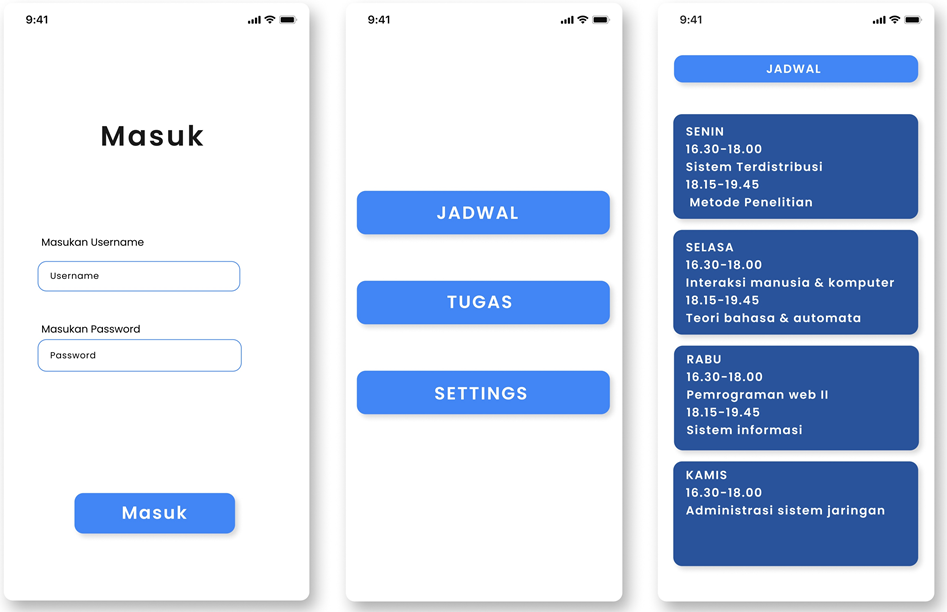 9:41
Masuk
Masukan Username
Username
Masukan Password
Password
Masuk
9:41
JADWAL
TUGAS
SETTINGS
9:41
JADWAL
SENIN
16.30-18.00
Sistem Terdistribusi
18.15-19.45
Metode Penelitian
SELASA
16.30-18.00
Interaksi manusia & komputer
18.15-19.45
Teori bahasa & automata
RABU
16.30-18.00
Pemrograman web II
18.15-19.45
Sistem informasi
KAMIS
16.30-18.00
Administrasi sistem jaringan